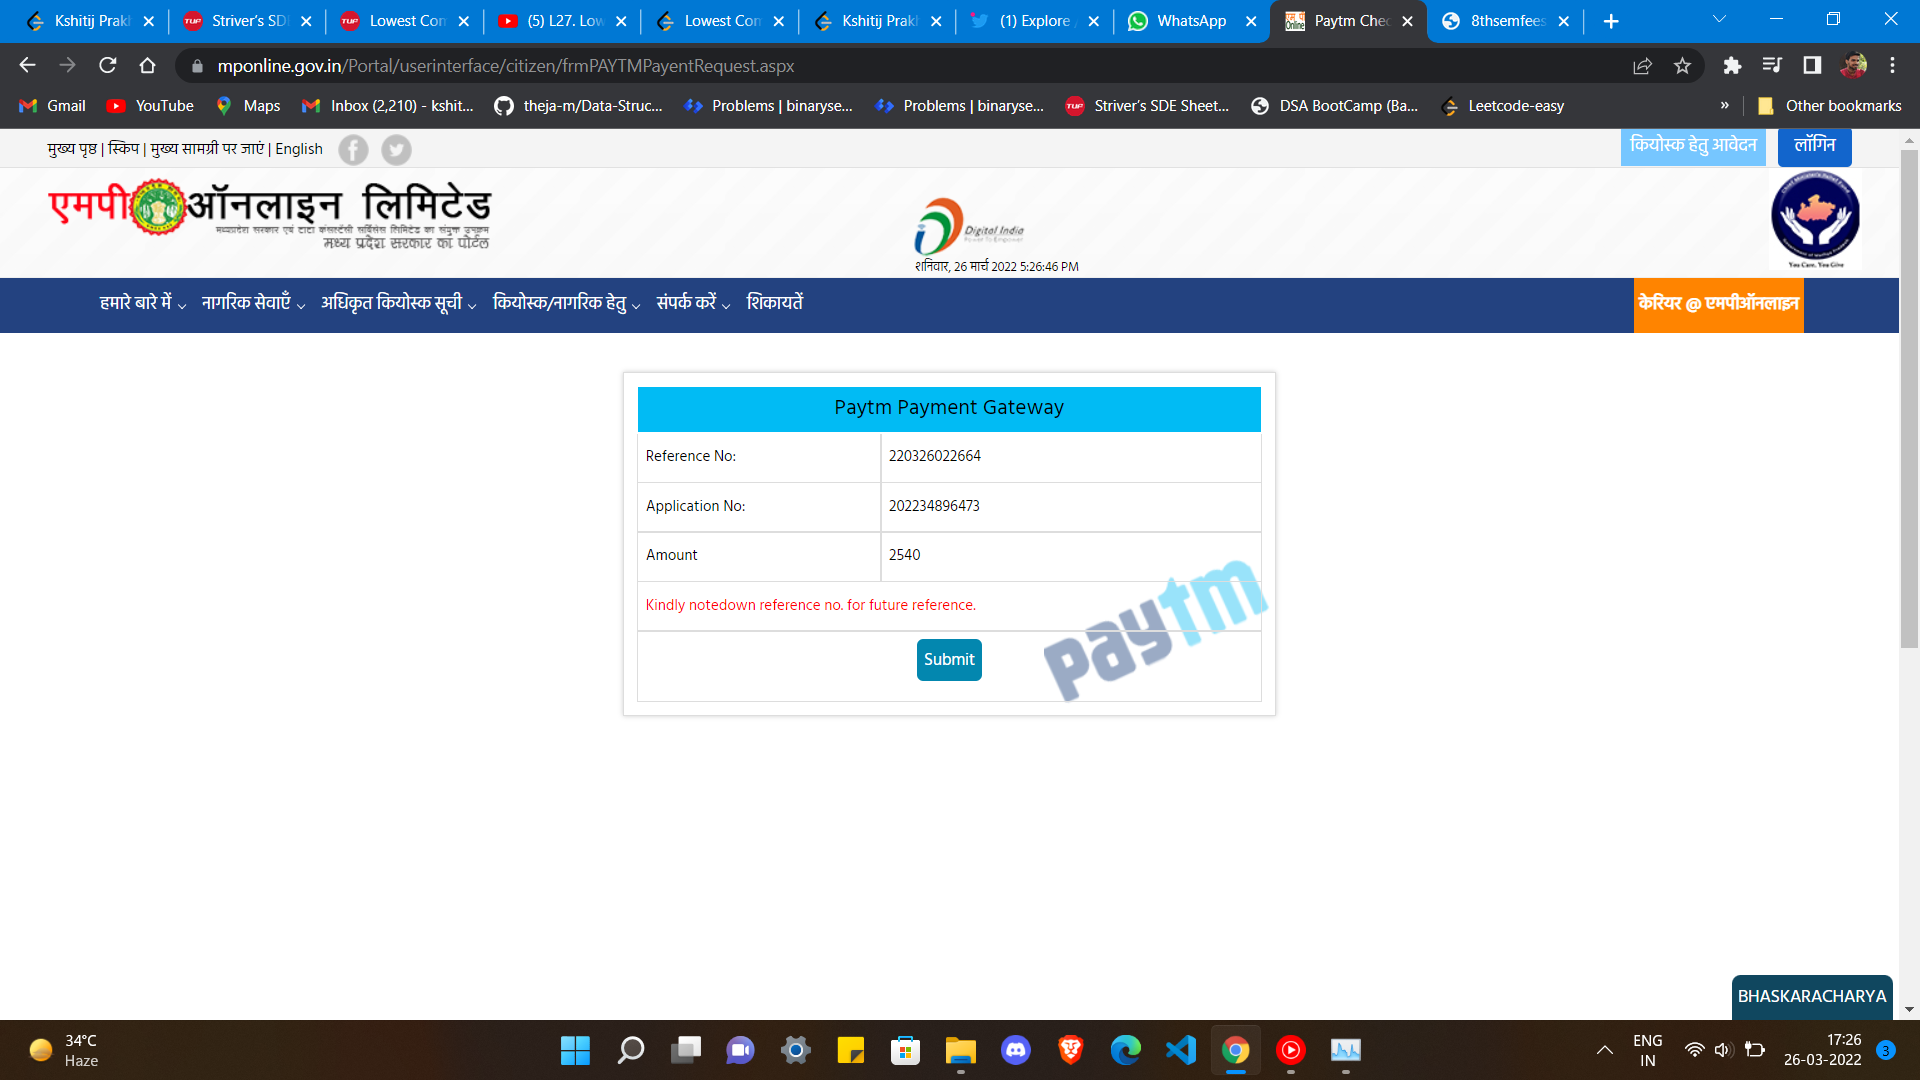 Kshitij Prakh
Striver's SDE
Lowest Com
(5) L27. Low
Lowest Com
Kshitij Prakh
(1) Explore /
WhatsApp
Paytm Chec
8thsemfees
mponline.gov.in/Portal/userinterface/citizen/frmPAYTMPayentRequest.aspx
Gmail
YouTube
Maps
Inbox (2,210) - kshit...
theja-m/Data-Struc...
Problems | binaryse...
Problems | binaryse...
Striver's SDE Sheet...
DSA BootCamp (Ba...
Leetcode-easy
»
Other bookmarks
मुख्य पृष्ठ | स्किप | मुख्य सामग्री पर जाएं | English
कियोस्क हेतु आवेदन
लॉगिन
एमपी ऑनलाइन लिमिटेड
मध्यप्रदेश सरकार एवं टाटा कंसल्टेंसी सर्विसेस लिमिटेड का संयुक्त उपक्रम
मध्य प्रदेश सरकार का पोर्टल
Digital India
Power To Empower
शनिवार, 26 मार्च 2022 5:26:46 PM
You Care, You Give
हमारे बारे में
नागरिक सेवाएँ
अधिकृत कियोस्क सूची
कियोस्क/नागरिक हेतु
संपर्क करें
शिकायतें
केरियर @ एमपीऑनलाइन
Paytm Payment Gateway
Reference No: 220326022664
Application No: 202234896473
Amount 2540
Kindly notedown reference no. for future reference.
Submit
paytm
BHASKARACHARYA
34°C
Haze
ENG
IN
17:26
26-03-2022
3